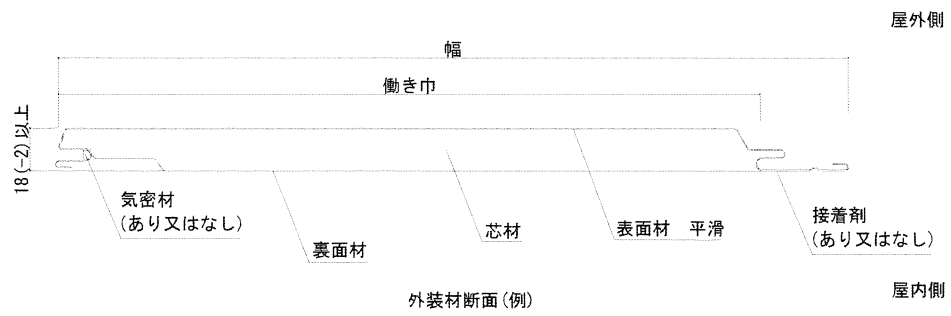 屋外側
幅
働き巾
18(-2)以上
気密材
(あり又はなし)
裏面材
芯材
表面材 平滑
接着剤
(あり又はなし)
屋内側
外装材断面(例)